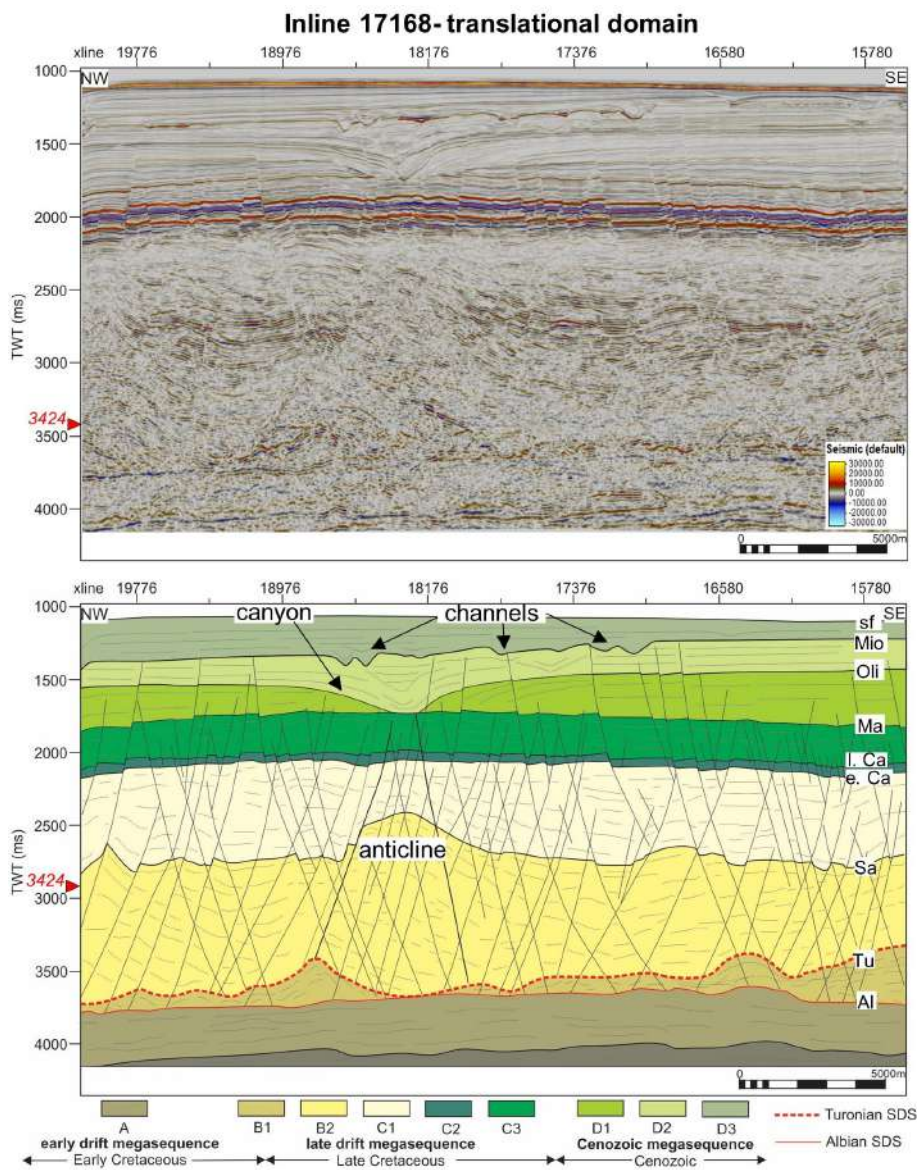 Inline 17168- translational domain
xline 19776 18976 18176 17376 16580 15780
NW SE
1000
1500
2000
2500
3000
3424
3500
4000
TWT (ms)
Seismic (default)
30000.00
20000.00
10000.00
0.00
-10000.00
-20000.00
-30000.00
0 5000m
xline 19776 18976 18176 17376 16580 15780
NW SE
canyon channels
sf
Mio
Oli
Ma
l. Ca
e. Ca
anticline
Sa
Tu
Al
1000
1500
2000
2500
3424
3000
3500
4000
TWT (ms)
0 5000m
A B1 B2 C1 C2 C3 D1 D2 D3
Turonian SDS
Albian SDS
early drift megasequence late drift megasequence Cenozoic megasequence
Early Cretaceous Late Cretaceous Cenozoic